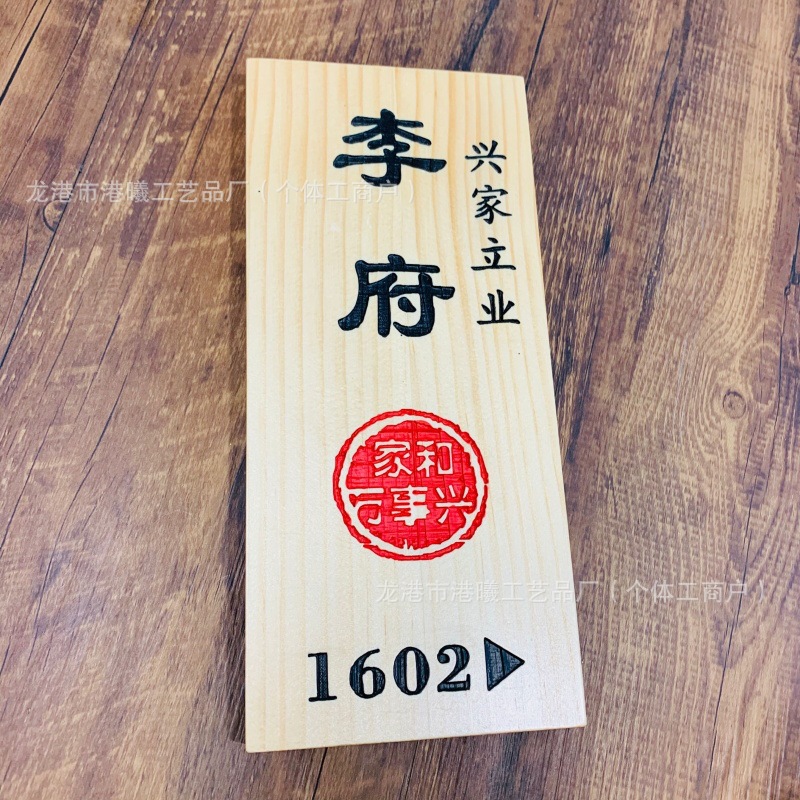 李府
兴家立业
家和
万事兴
1602
龙港市港曦工艺品厂(个体工商户)
龙港市港曦工艺品厂(个体工商户)